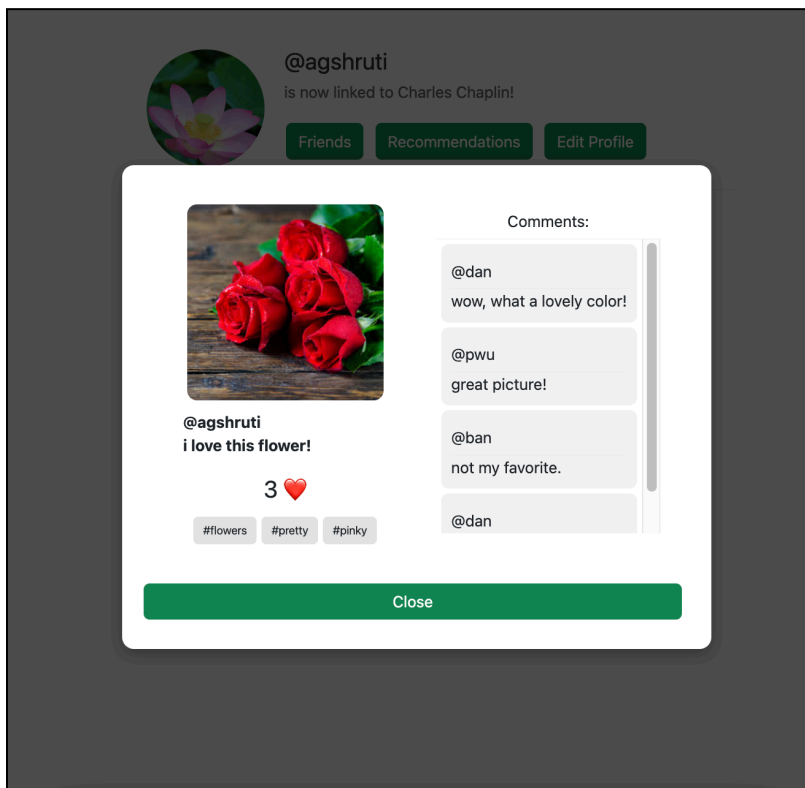 @agshruti
is now linked to Charles Chaplin!
Friends Recommendations Edit Profile
@agshruti
i love this flower!
3 ❤️
#flowers #pretty #pinky
Comments:
@dan
wow, what a lovely color!
@pwu
great picture!
@ban
not my favorite.
@dan
Close